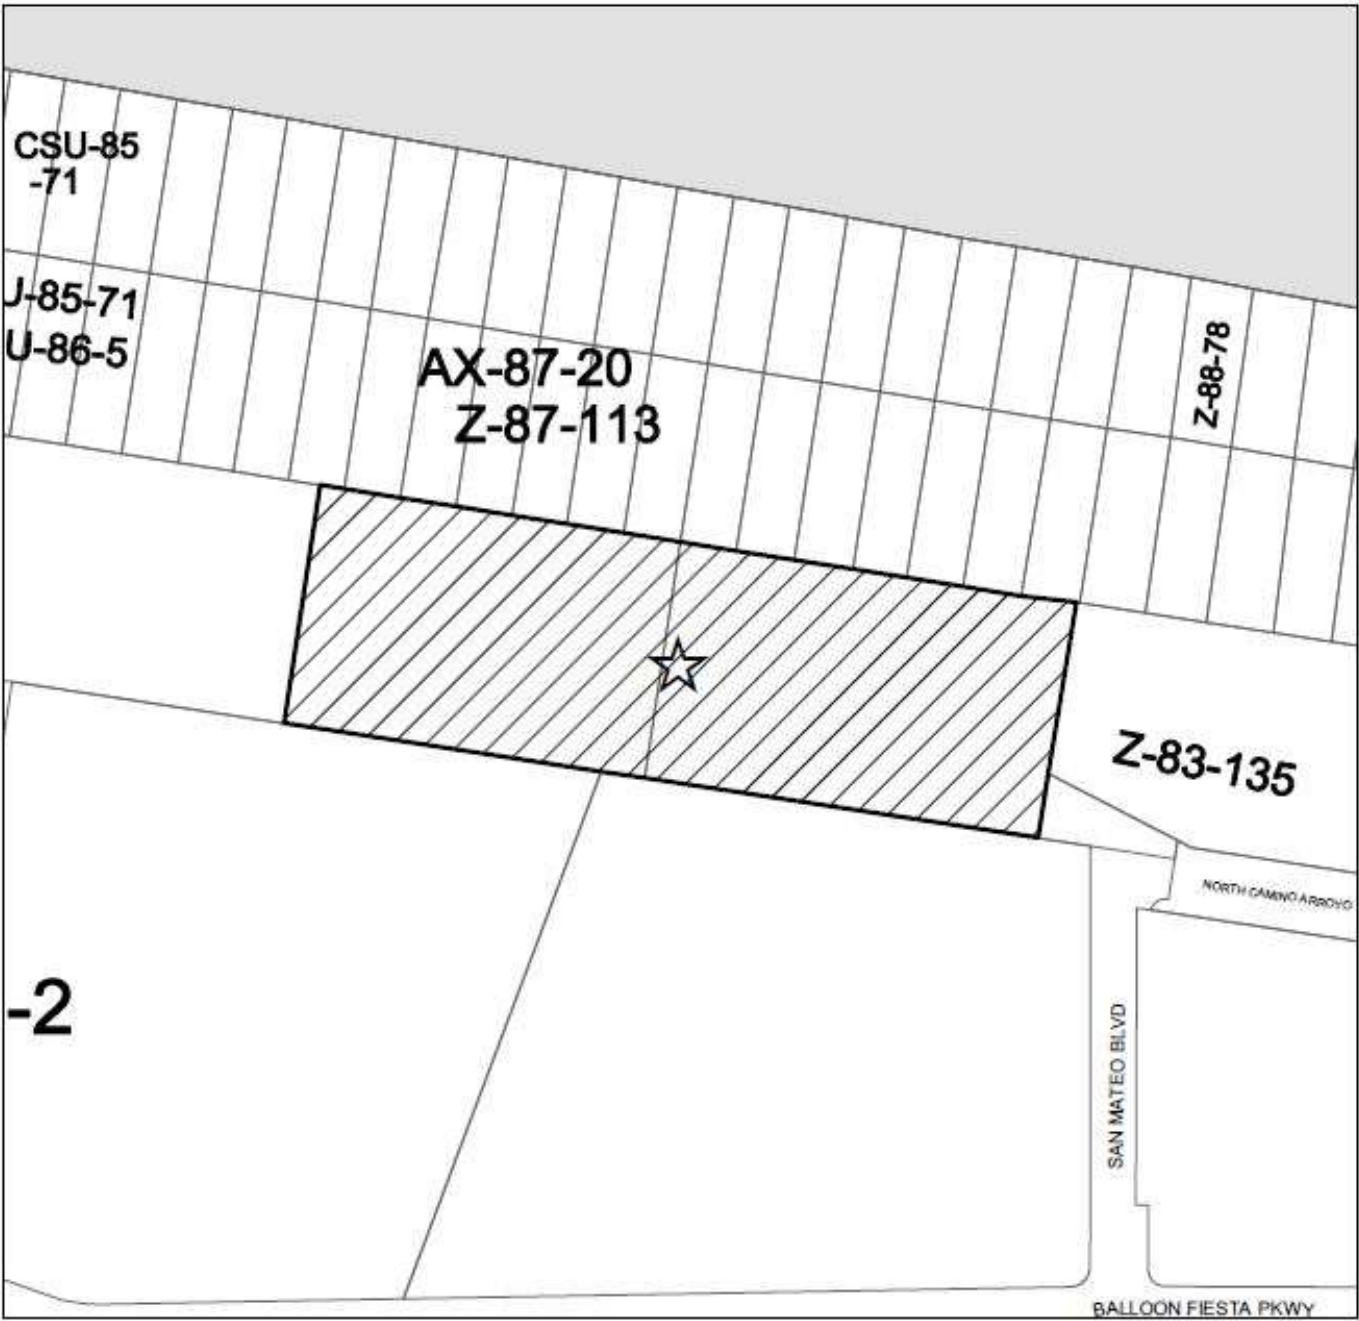 CSU-85
-71
J-85-71
U-86-5
AX-87-20
Z-87-113
Z-88-78
Z-83-135
NORTH CAMINO ARROYO
-2
SAN MATEO BLVD
BALLOON FIESTA PKWY